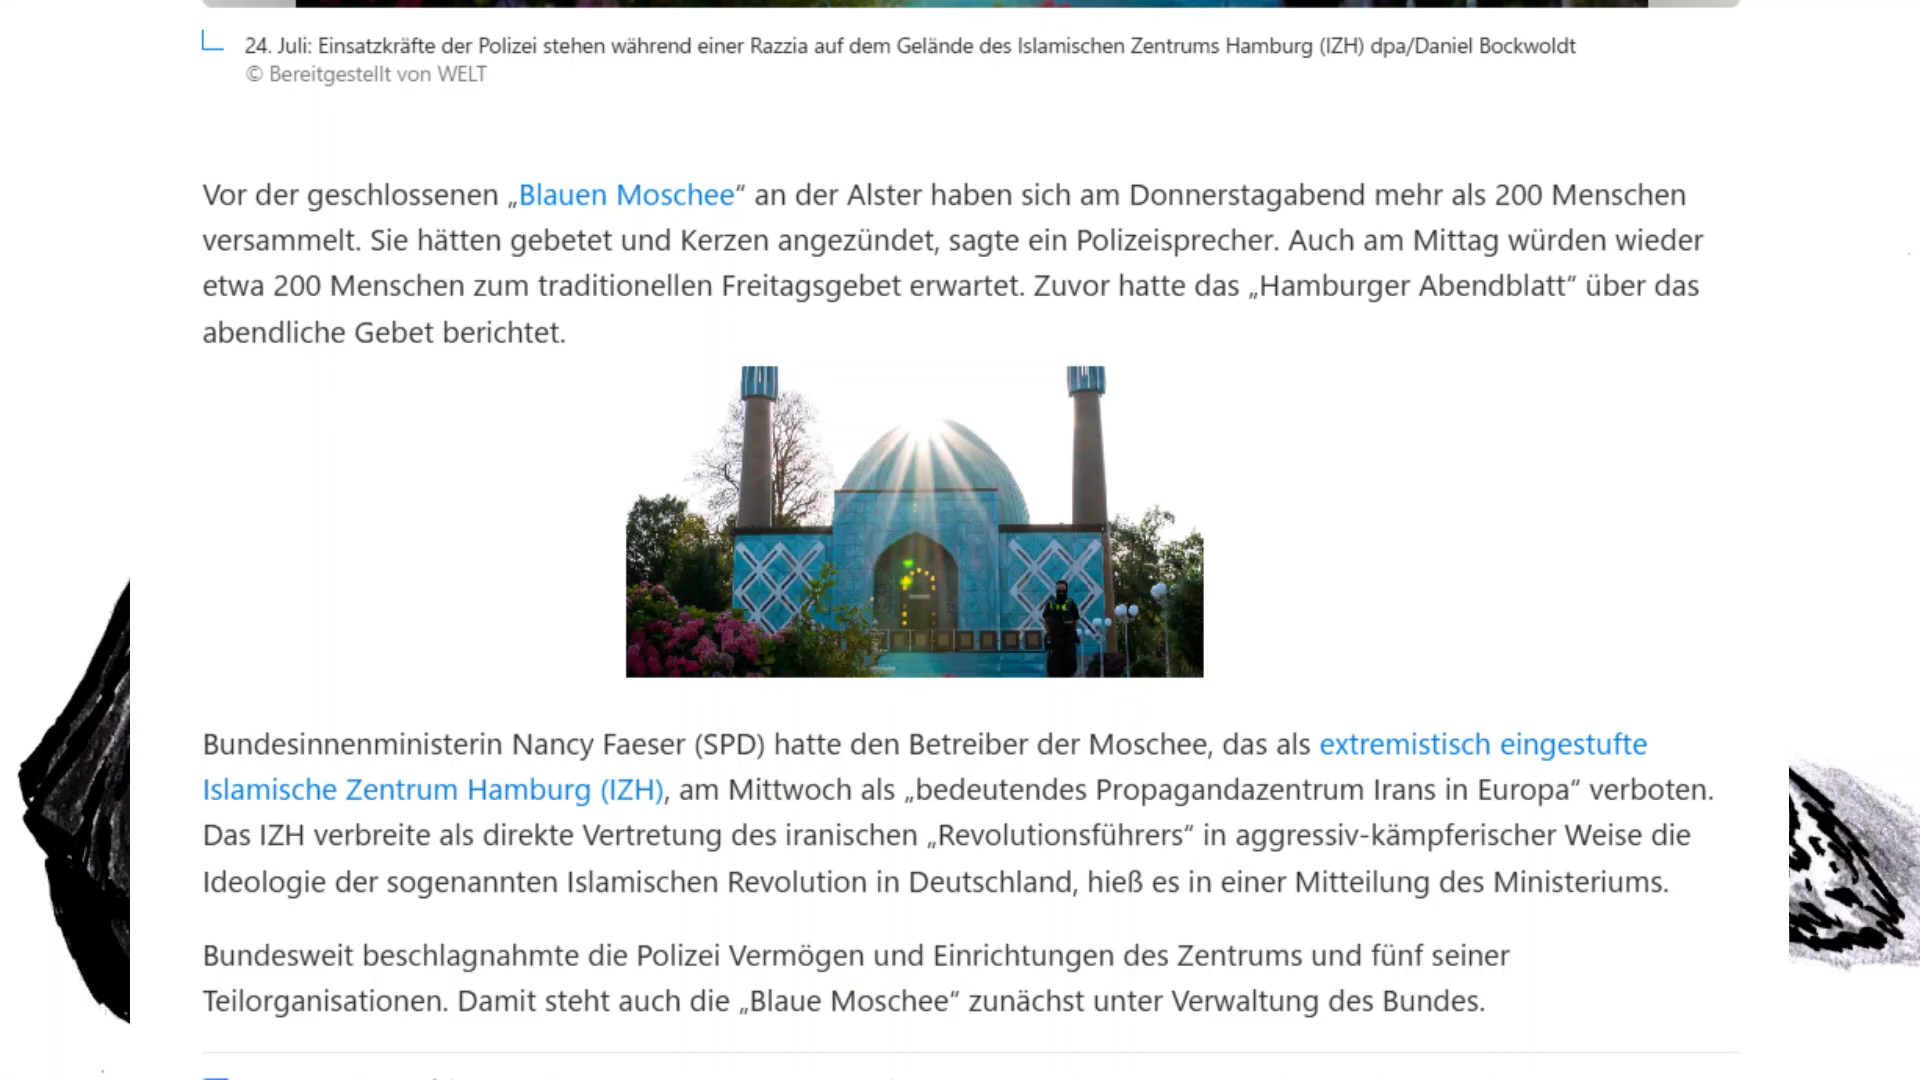 24. Juli: Einsatzkräfte der Polizei stehen während einer Razzia auf dem Gelände des Islamischen Zentrums Hamburg (IZH) dpa/Daniel Bockwoldt
© Bereitgestellt von WELT
Vor der geschlossenen „Blauen Moschee“ an der Alster haben sich am Donnerstagabend mehr als 200 Menschen
versammelt. Sie hätten gebetet und Kerzen angezündet, sagte ein Polizeisprecher. Auch am Mittag würden wieder
etwa 200 Menschen zum traditionellen Freitagsgebet erwartet. Zuvor hatte das „Hamburger Abendblatt“ über das
abendliche Gebet berichtet.
Bundesinnenministerin Nancy Faeser (SPD) hatte den Betreiber der Moschee, das als extremistisch eingestufte
Islamische Zentrum Hamburg (IZH), am Mittwoch als „bedeutendes Propagandazentrum Irans in Europa“ verboten.
Das IZH verbreite als direkte Vertretung des iranischen „Revolutionsführers“ in aggressiv-kämpferischer Weise die
Ideologie der sogenannten Islamischen Revolution in Deutschland, hieß es in einer Mitteilung des Ministeriums.
Bundesweit beschlagnahmte die Polizei Vermögen und Einrichtungen des Zentrums und fünf seiner
Teilorganisationen. Damit steht auch die „Blaue Moschee“ zunächst unter Verwaltung des Bundes.